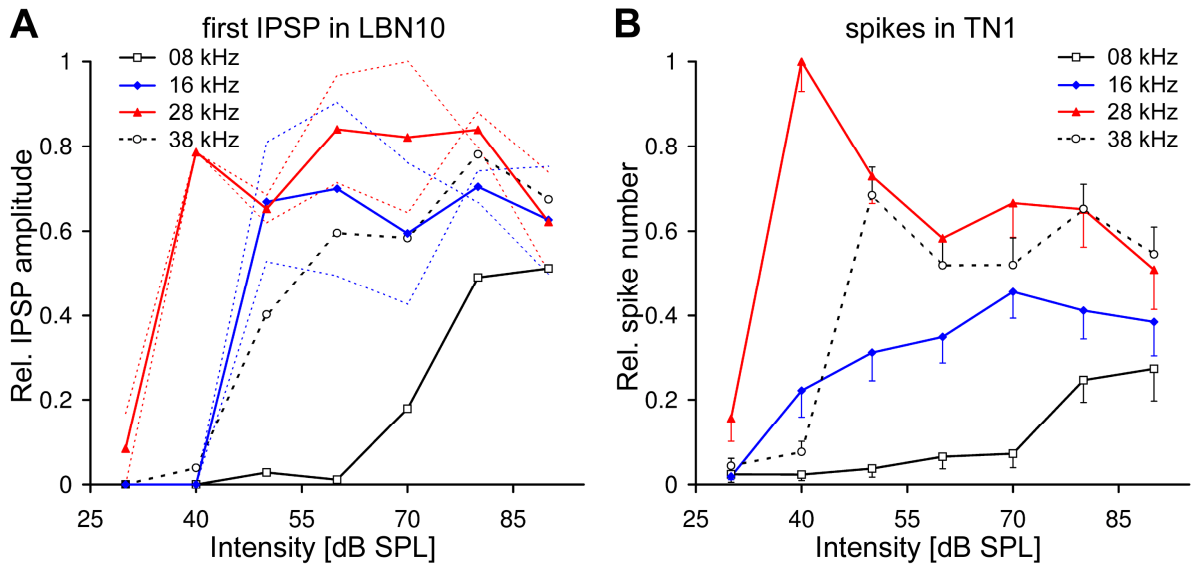 A
first IPSP in LBN10
08 kHz
16 kHz
28 kHz
38 kHz
Rel. IPSP amplitude
1
0.8
0.6
0.4
0.2
0
25
40
55
70
85
Intensity [dB SPL]
B
spikes in TN1
08 kHz
16 kHz
28 kHz
38 kHz
Rel. spike number
1
0.8
0.6
0.4
0.2
0
25
40
55
70
85
Intensity [dB SPL]